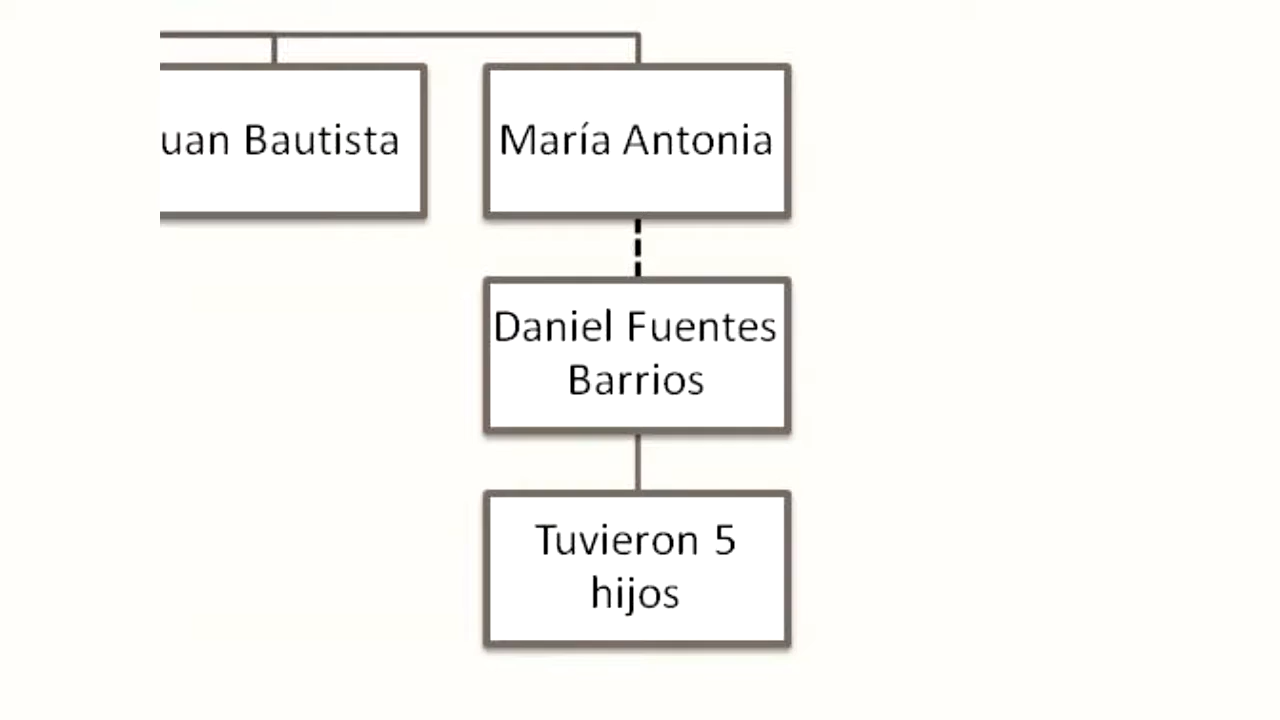 uan Bautista
María Antonia
Daniel Fuentes
Barrios
Tuvieron 5
hijos